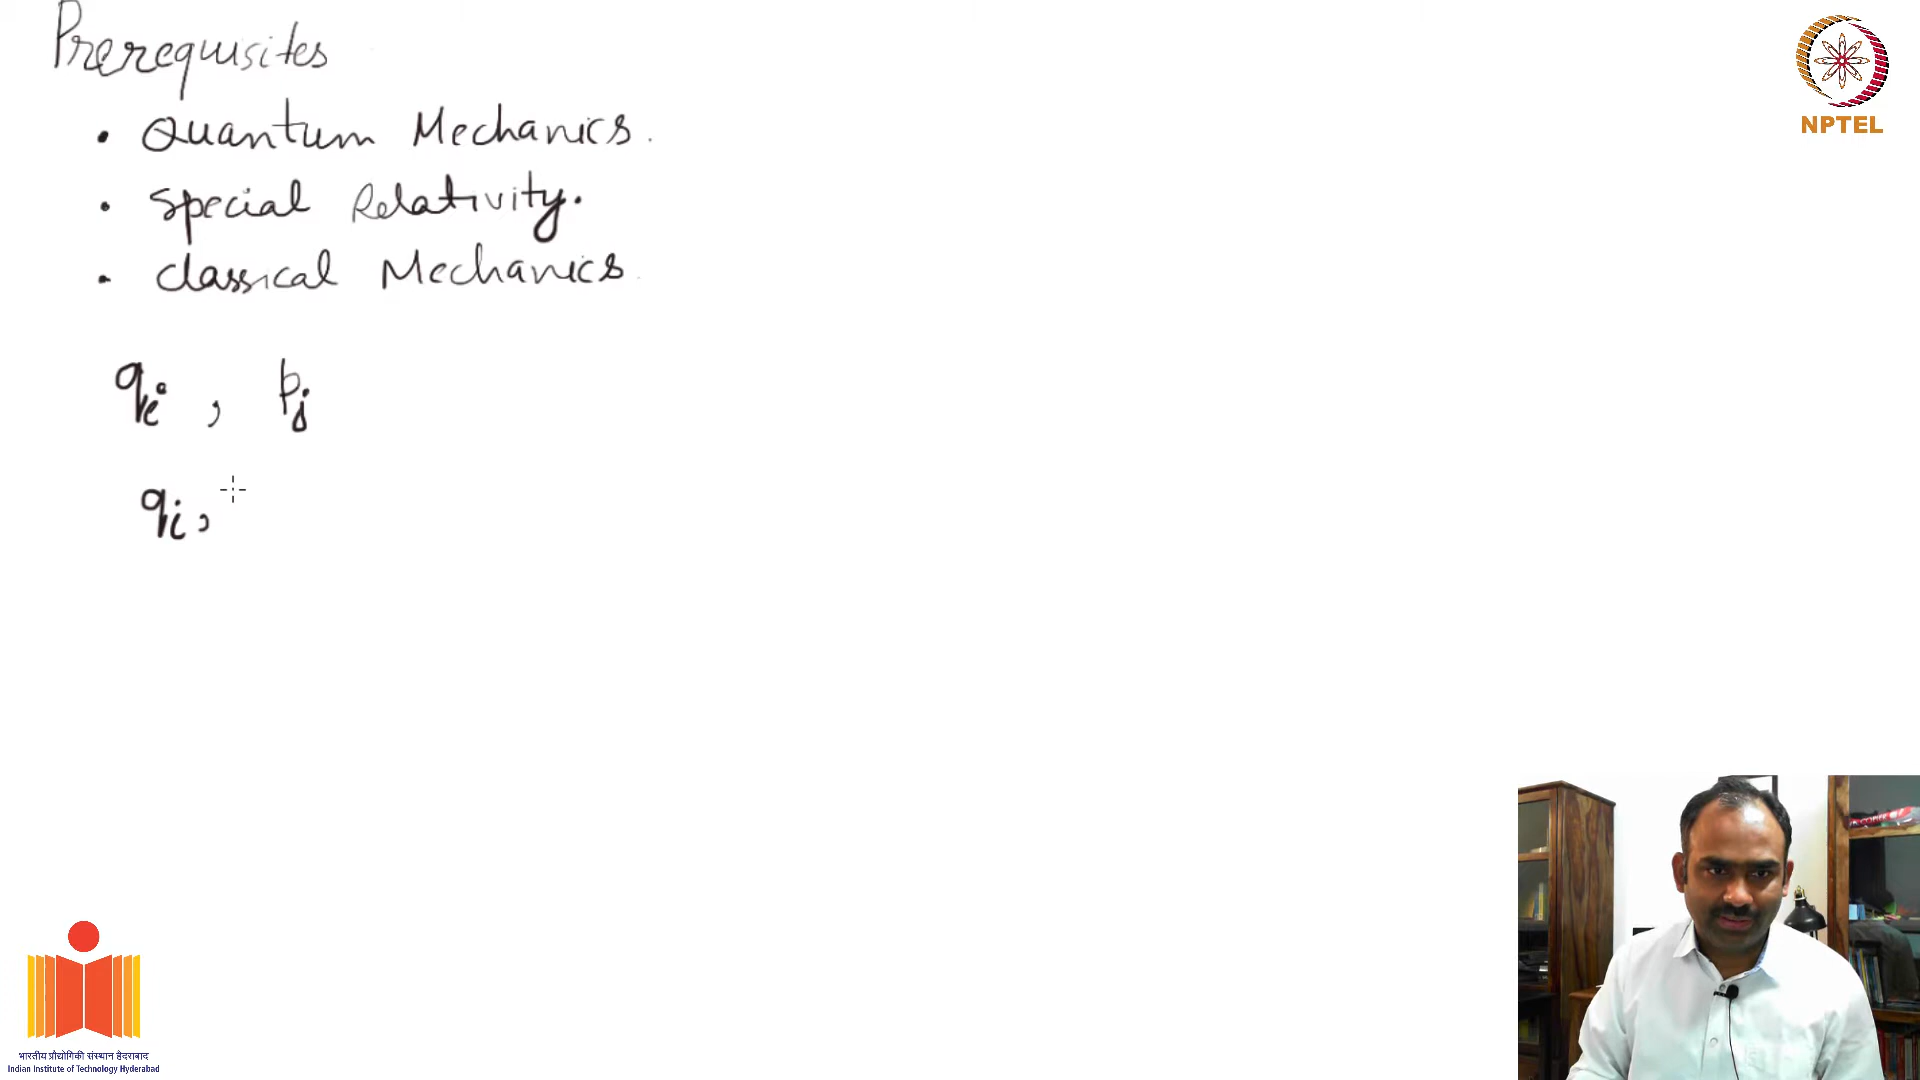 Prerequisites
NPTEL
• Quantum Mechanics.
• Special Relativity.
• Classical Mechanics.
qi , pj
qi,
भारतीय प्रौद्योगिकी संस्थान हैदराबाद
Indian Institute of Technology Hyderabad